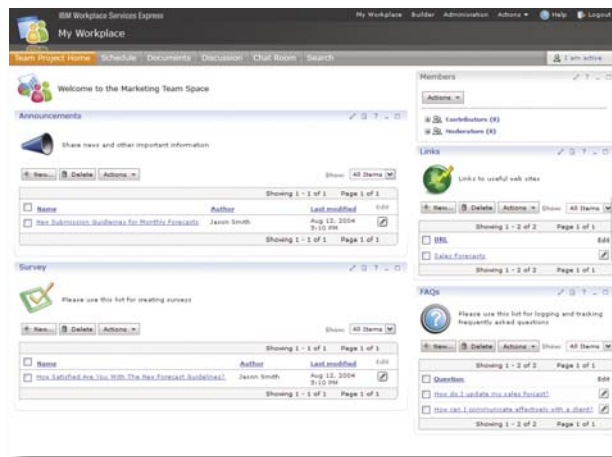 IBM Workplace Services Express
My Workplace Builder Administration Actions Help Logout
My Workplace
Team Project Home Schedule Documents Discussion Chat Room Search
I am active
Welcome to the Marketing Team Space
Announcements
Share news and other important information
New... Delete Actions
Show: All Items
Showing 1 - 1 of 1 Page 1 of 1
Name Author Last modified Edit
New Submission Guidelines for Monthly Forecasts Jason Smith Aug 12, 2004
5:10 PM
Showing 1 - 1 of 1 Page 1 of 1
Survey
Please use this list for creating surveys
New... Delete Actions
Show: All Items
Showing 1 - 1 of 1 Page 1 of 1
Name Author Last modified Edit
How Satisfied Are You With The New Forecast Guidelines? Jason Smith Aug 12, 2004
5:10 PM
Showing 1 - 1 of 1 Page 1 of 1
Members
Actions
Contributors (0)
Moderators (0)
Links
Links to useful web sites
New... Delete Actions Show: All Items
Showing 1 - 2 of 2 Page 1 of 1
URL Edit
Sales Forecasts
Showing 1 - 2 of 2 Page 1 of 1
FAQs
Please use this list for logging and tracking
frequently asked questions
New... Delete Actions Show: All Items
Showing 1 - 2 of 2 Page 1 of 1
Question Edit
How do I update my sales forcast?
How can I communicate effectively with a client?
Showing 1 - 2 of 2 Page 1 of 1